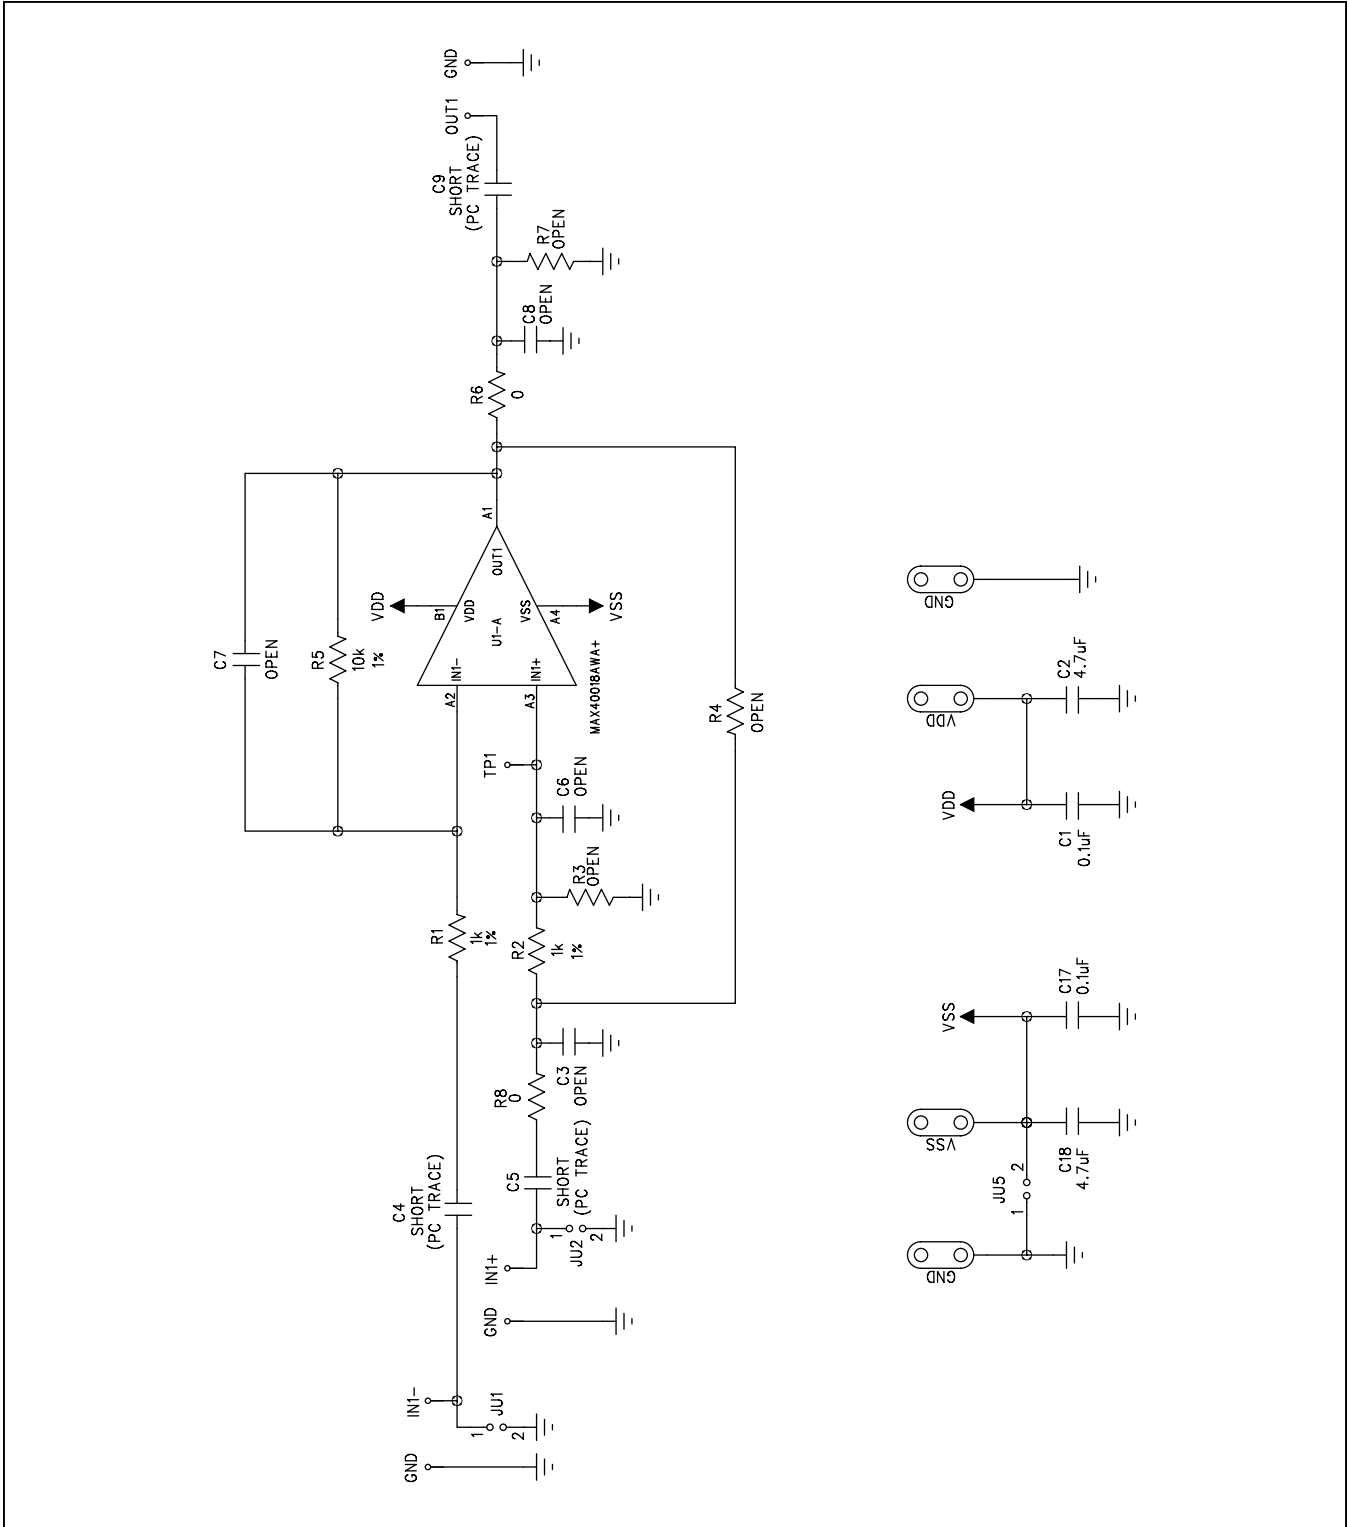 GND
OUT1
C9
SHORT
(PC TRACE)
R7
OPEN
C8
OPEN
R6
0
C7
OPEN
R5
10k
1%
VDD
B1
VDD
A1
OUT1
U1-A
VSS
A4
VSS
IN1-
A2
IN1+
A3
MAX40018AWA+
R4
OPEN
TP1
C6
OPEN
R3
OPEN
R1
1k
1%
R2
1k
1%
C3
OPEN
R8
0
C4
SHORT
(PC TRACE)
C5
SHORT
(PC TRACE)
IN1+
1
2
JU2
GND
IN1-
JU1
1
2
GND
GND
VDD
C2
4.7uF
VDD
C1
0.1uF
VSS
C17
0.1uF
VSS
C18
4.7uF
JU5
1
2
GND